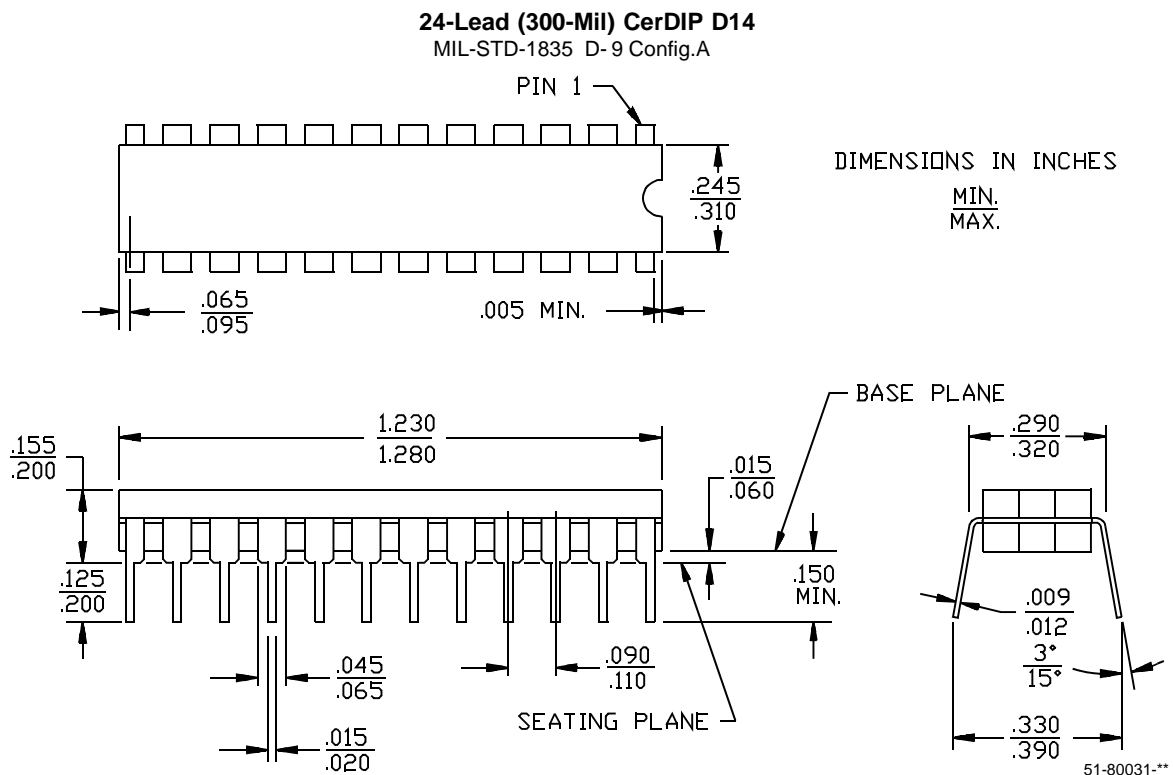 24-Lead (300-Mil) CerDIP D14
MIL-STD-1835 D- 9 Config.A
PIN 1
.245
.310
DIMENSIONS IN INCHES
MIN.
MAX.
.065
.095
.005 MIN.
BASE PLANE
1.230
1.280
.290
.320
.155
.200
.015
.060
.125
.200
.150
MIN.
.009
.012
3°
15°
.045
.065
.090
.110
SEATING PLANE
.015
.020
.330
.390
51-80031-**